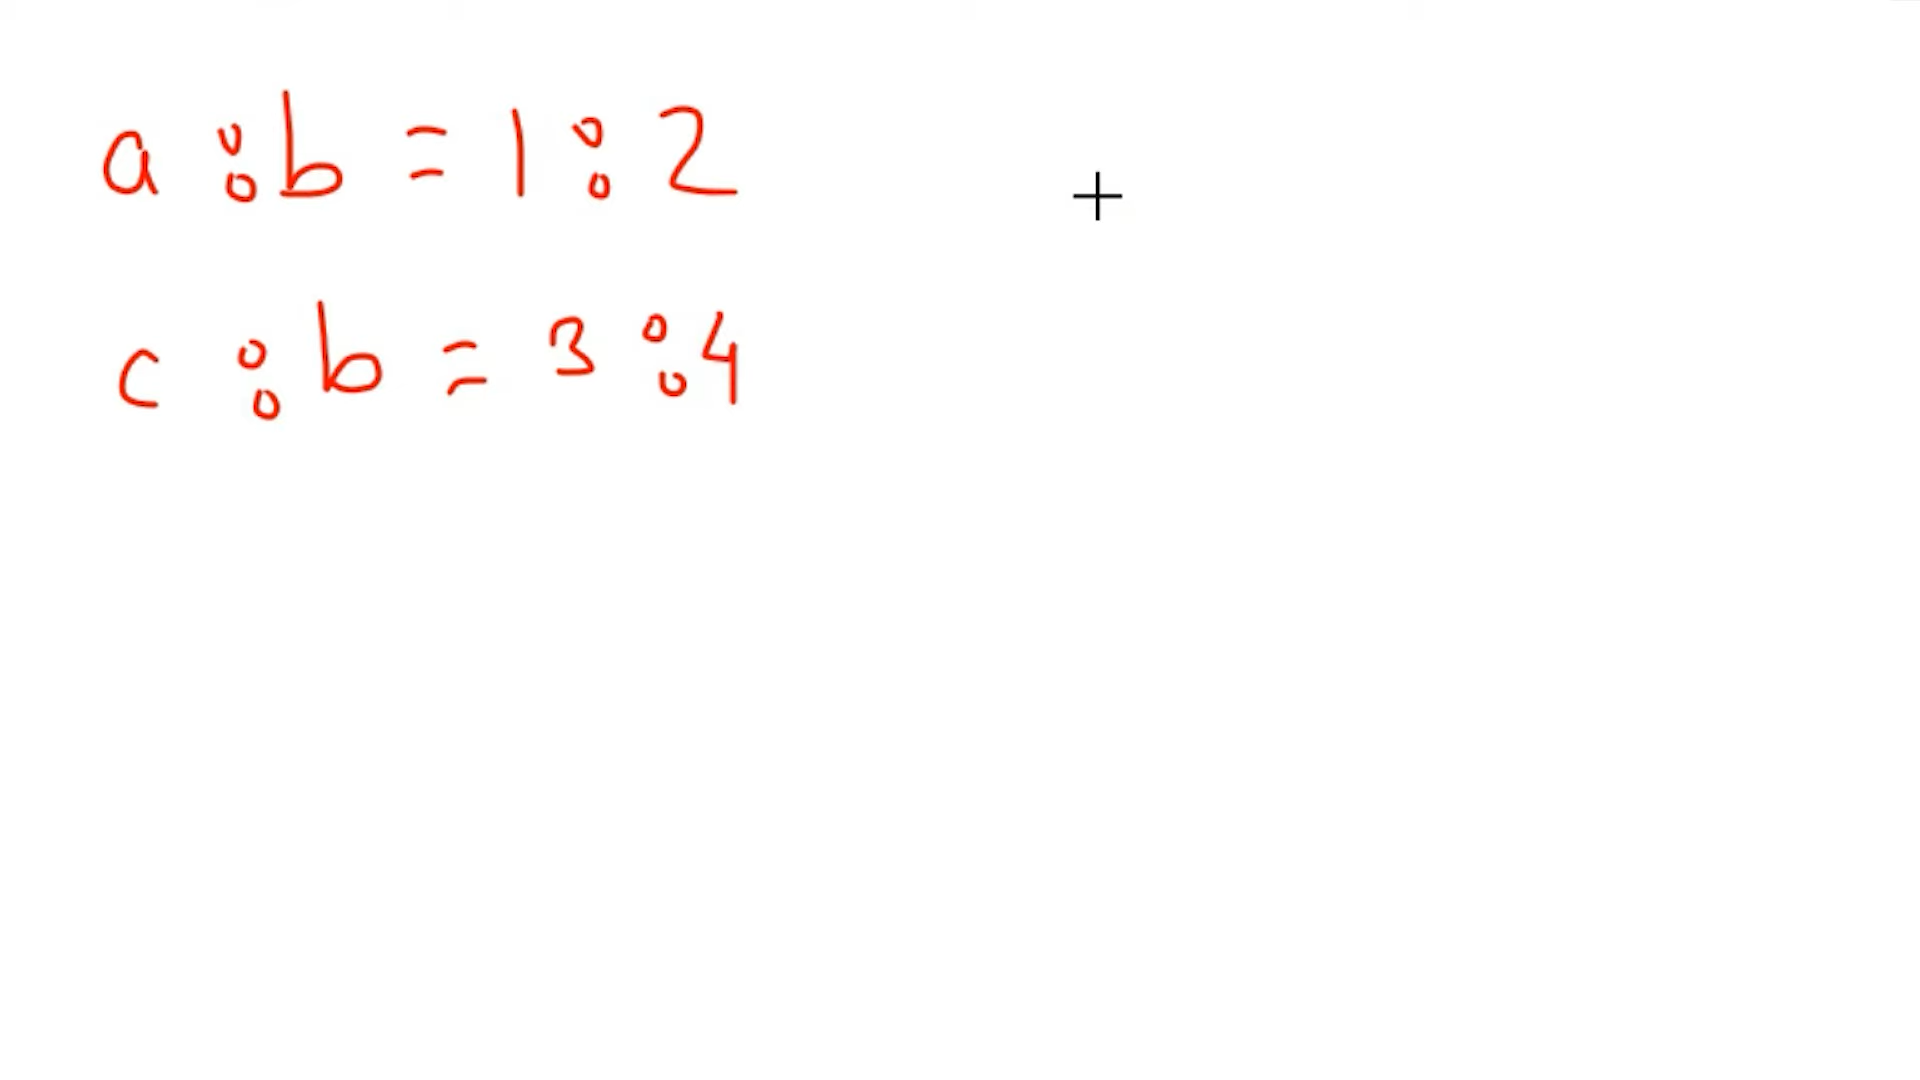 a : b = 1 : 2
c : b = 3 : 4